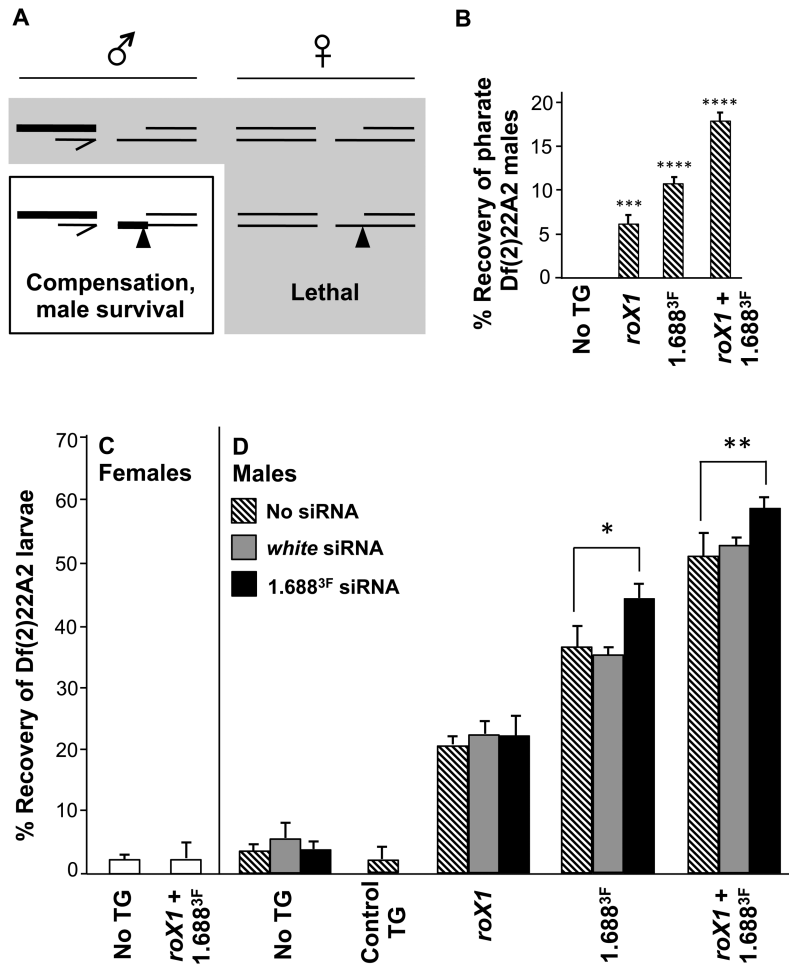 A
♂
♀
Compensation,
male survival
Lethal
B
% Recovery of pharate
Df(2)22A2 males
20
15
10
5
0
***
****
****
No TG
roX1
1.688³ᶠ
roX1 +
1.688³ᶠ
% Recovery of Df(2)22A2 larvae
70
60
50
40
30
20
10
0
C
Females
D
Males
No siRNA
white siRNA
1.688³ᶠ siRNA
*
**
No TG
roX1 +
1.688³ᶠ
No TG
Control
TG
roX1
1.688³ᶠ
roX1 +
1.688³ᶠ